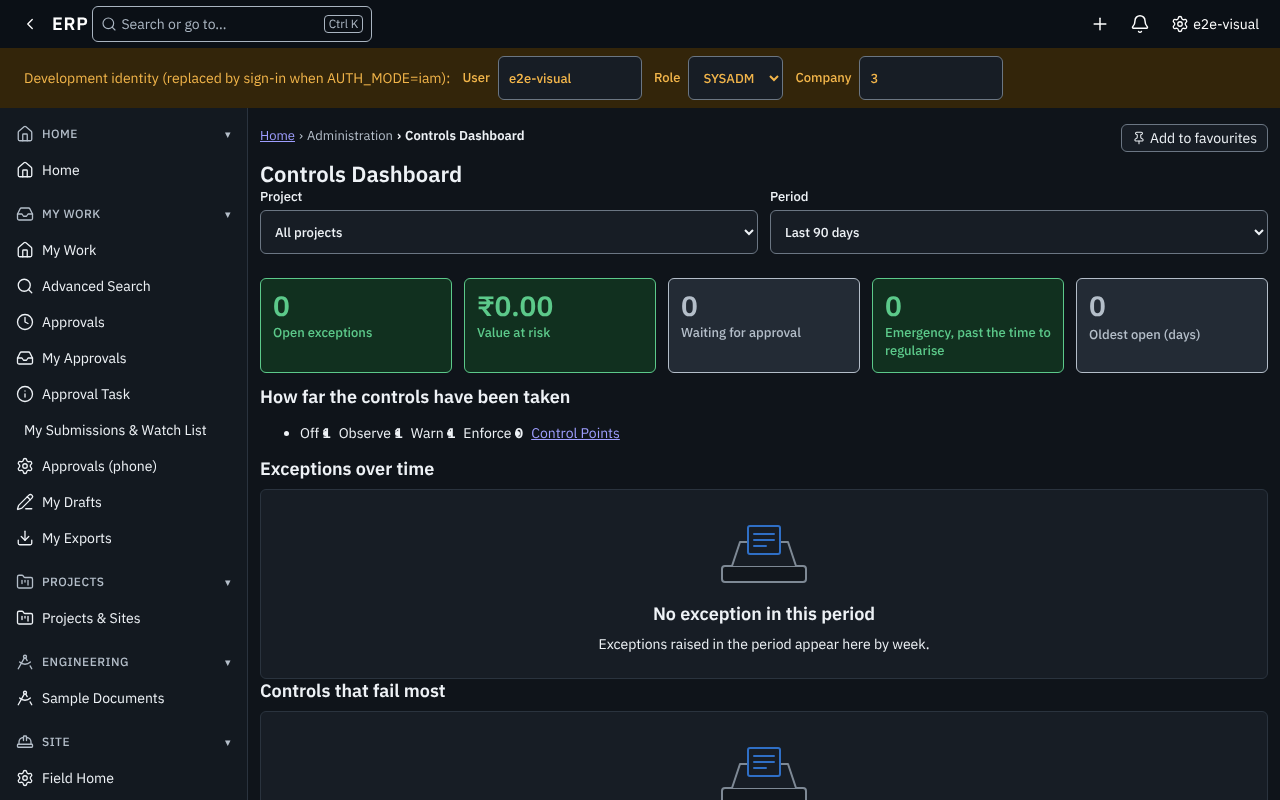 ERP
Search or go to...
Ctrl K
e2e-visual
Development identity (replaced by sign-in when AUTH_MODE=iam): User e2e-visual Role SYSADM Company 3
HOME
Home
MY WORK
My Work
Advanced Search
Approvals
My Approvals
Approval Task
My Submissions & Watch List
Approvals (phone)
My Drafts
My Exports
PROJECTS
Projects & Sites
ENGINEERING
Sample Documents
SITE
Field Home
Home › Administration › Controls Dashboard
Add to favourites
Controls Dashboard
Project
All projects
Period
Last 90 days
0
Open exceptions
₹0.00
Value at risk
0
Waiting for approval
0
Emergency, past the time to
regularise
0
Oldest open (days)
How far the controls have been taken
Off Observe Warn Enforce Control Points
Exceptions over time
No exception in this period
Exceptions raised in the period appear here by week.
Controls that fail most